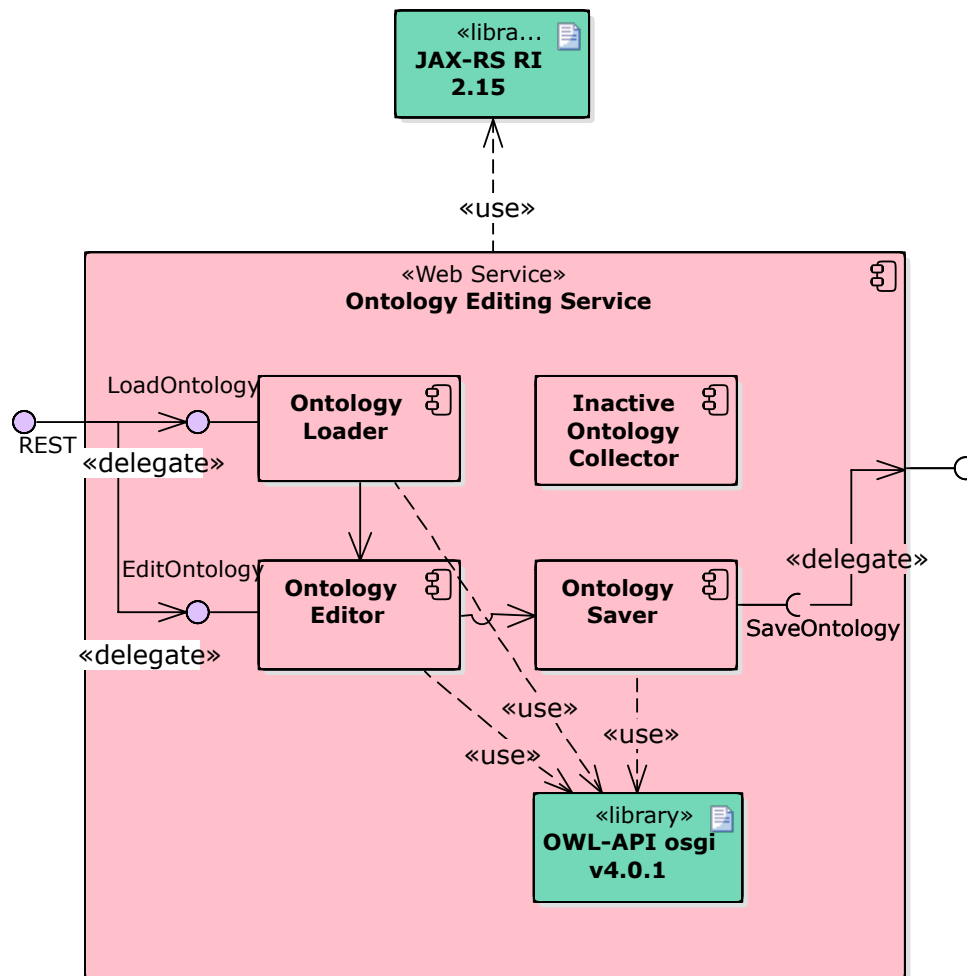 «libra...
JAX-RS RI
2.15
«use»
«Web Service»
Ontology Editing Service
LoadOntology
Ontology
Loader
Inactive
Ontology
Collector
REST
«delegate»
«delegate»
EditOntology
Ontology
Editor
Ontology
Saver
SaveOntology
«delegate»
«use»
«use»
«use»
«library»
OWL-API osgi
v4.0.1